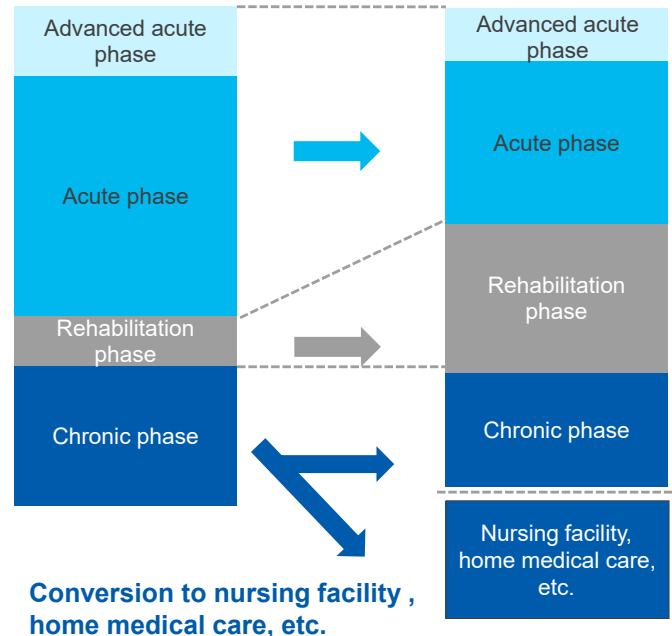 Advanced acute
phase
Acute phase
Rehabilitation
phase
Chronic phase
Advanced acute
phase
Acute phase
Rehabilitation
phase
Chronic phase
Nursing facility,
home medical care,
etc.
Conversion to nursing facility ,
home medical care, etc.